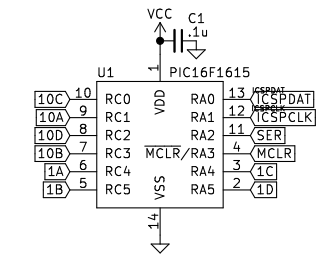 VCC
C1
.1u
U1
PIC16F1615
1
VDD
10C 10 RC0 RA0 13 ICSPDAT ICSPDAT
10A 9 RC1 RA1 12 ICSPCLK ICSPCLK
10D 8 RC2 RA2 11 SER
10B 7 RC3 MCLR/RA3 4 MCLR
1A 6 RC4 RA4 3 1C
1B 5 RC5 RA5 2 1D
VSS
14